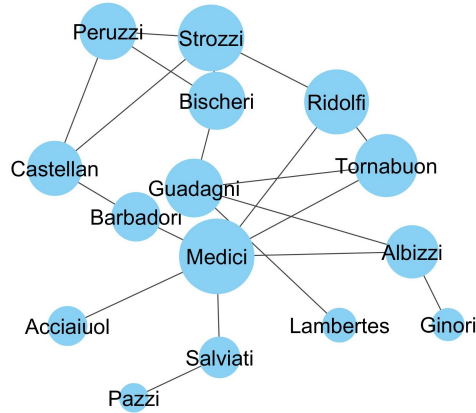 Peruzzi
Strozzi
Bischeri
Ridolfi
Castellan
Guadagni
Tornabuon
Barbadori
Medici
Albizzi
Acciaiuol
Lambertes
Ginori
Salviati
Pazzi